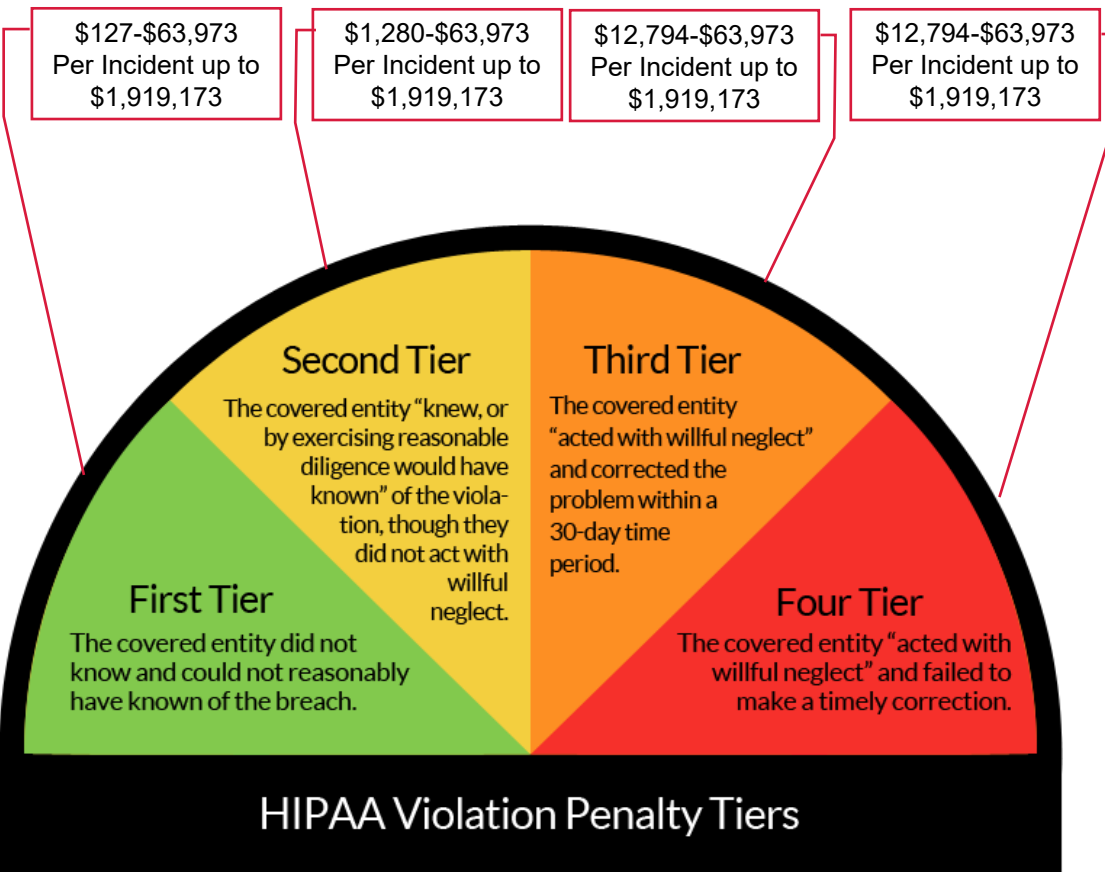 $127-$63,973
Per Incident up to
$1,919,173
$1,280-$63,973
Per Incident up to
$1,919,173
$12,794-$63,973
Per Incident up to
$1,919,173
$12,794-$63,973
Per Incident up to
$1,919,173
First Tier
The covered entity did not
know and could not reasonably
have known of the breach.
Second Tier
The covered entity “knew, or
by exercising reasonable
diligence would have
known” of the viola-
tion, though they
did not act with
willful
neglect.
Third Tier
The covered entity
“acted with willful neglect”
and corrected the
problem within a
30-day time
period.
Four Tier
The covered entity “acted with
willful neglect” and failed to
make a timely correction.
HIPAA Violation Penalty Tiers